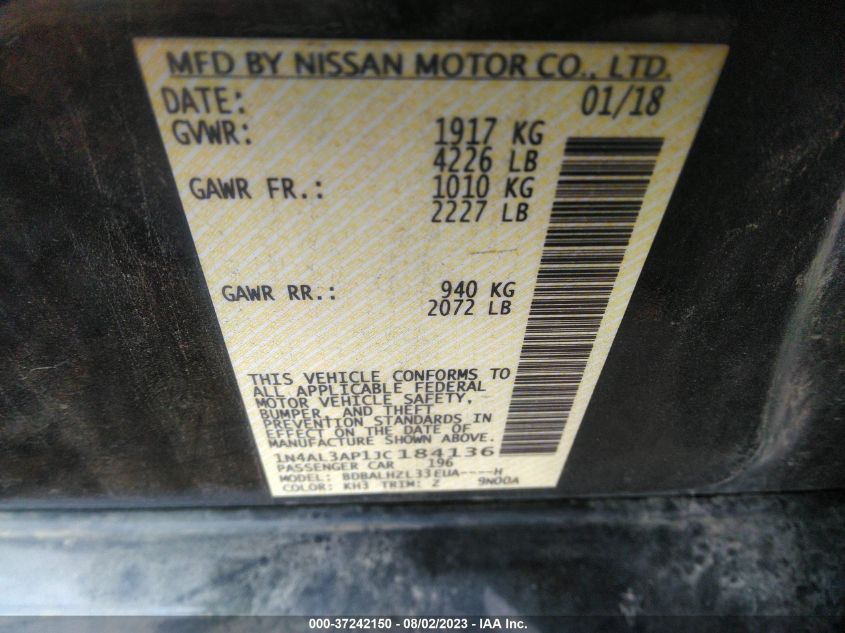 MFD BY NISSAN MOTOR CO., LTD.
DATE: 01/18
GVWR: 1917 KG
4226 LB
GAWR FR.: 1010 KG
2227 LB
GAWR RR.: 940 KG
2072 LB
THIS VEHICLE CONFORMS TO
ALL APPLICABLE FEDERAL
MOTOR VEHICLE SAFETY,
BUMPER, AND THEFT
PREVENTION STANDARDS IN
EFFECT ON THE DATE OF
MANUFACTURE SHOWN ABOVE.
1N4AL3AP1JC184136
PASSENGER CAR 196
MODEL: BDBALHZL33EUA----H
COLOR: KH3 TRIM: Z 9N00A
000-37242150 - 08/02/2023 - IAA Inc.